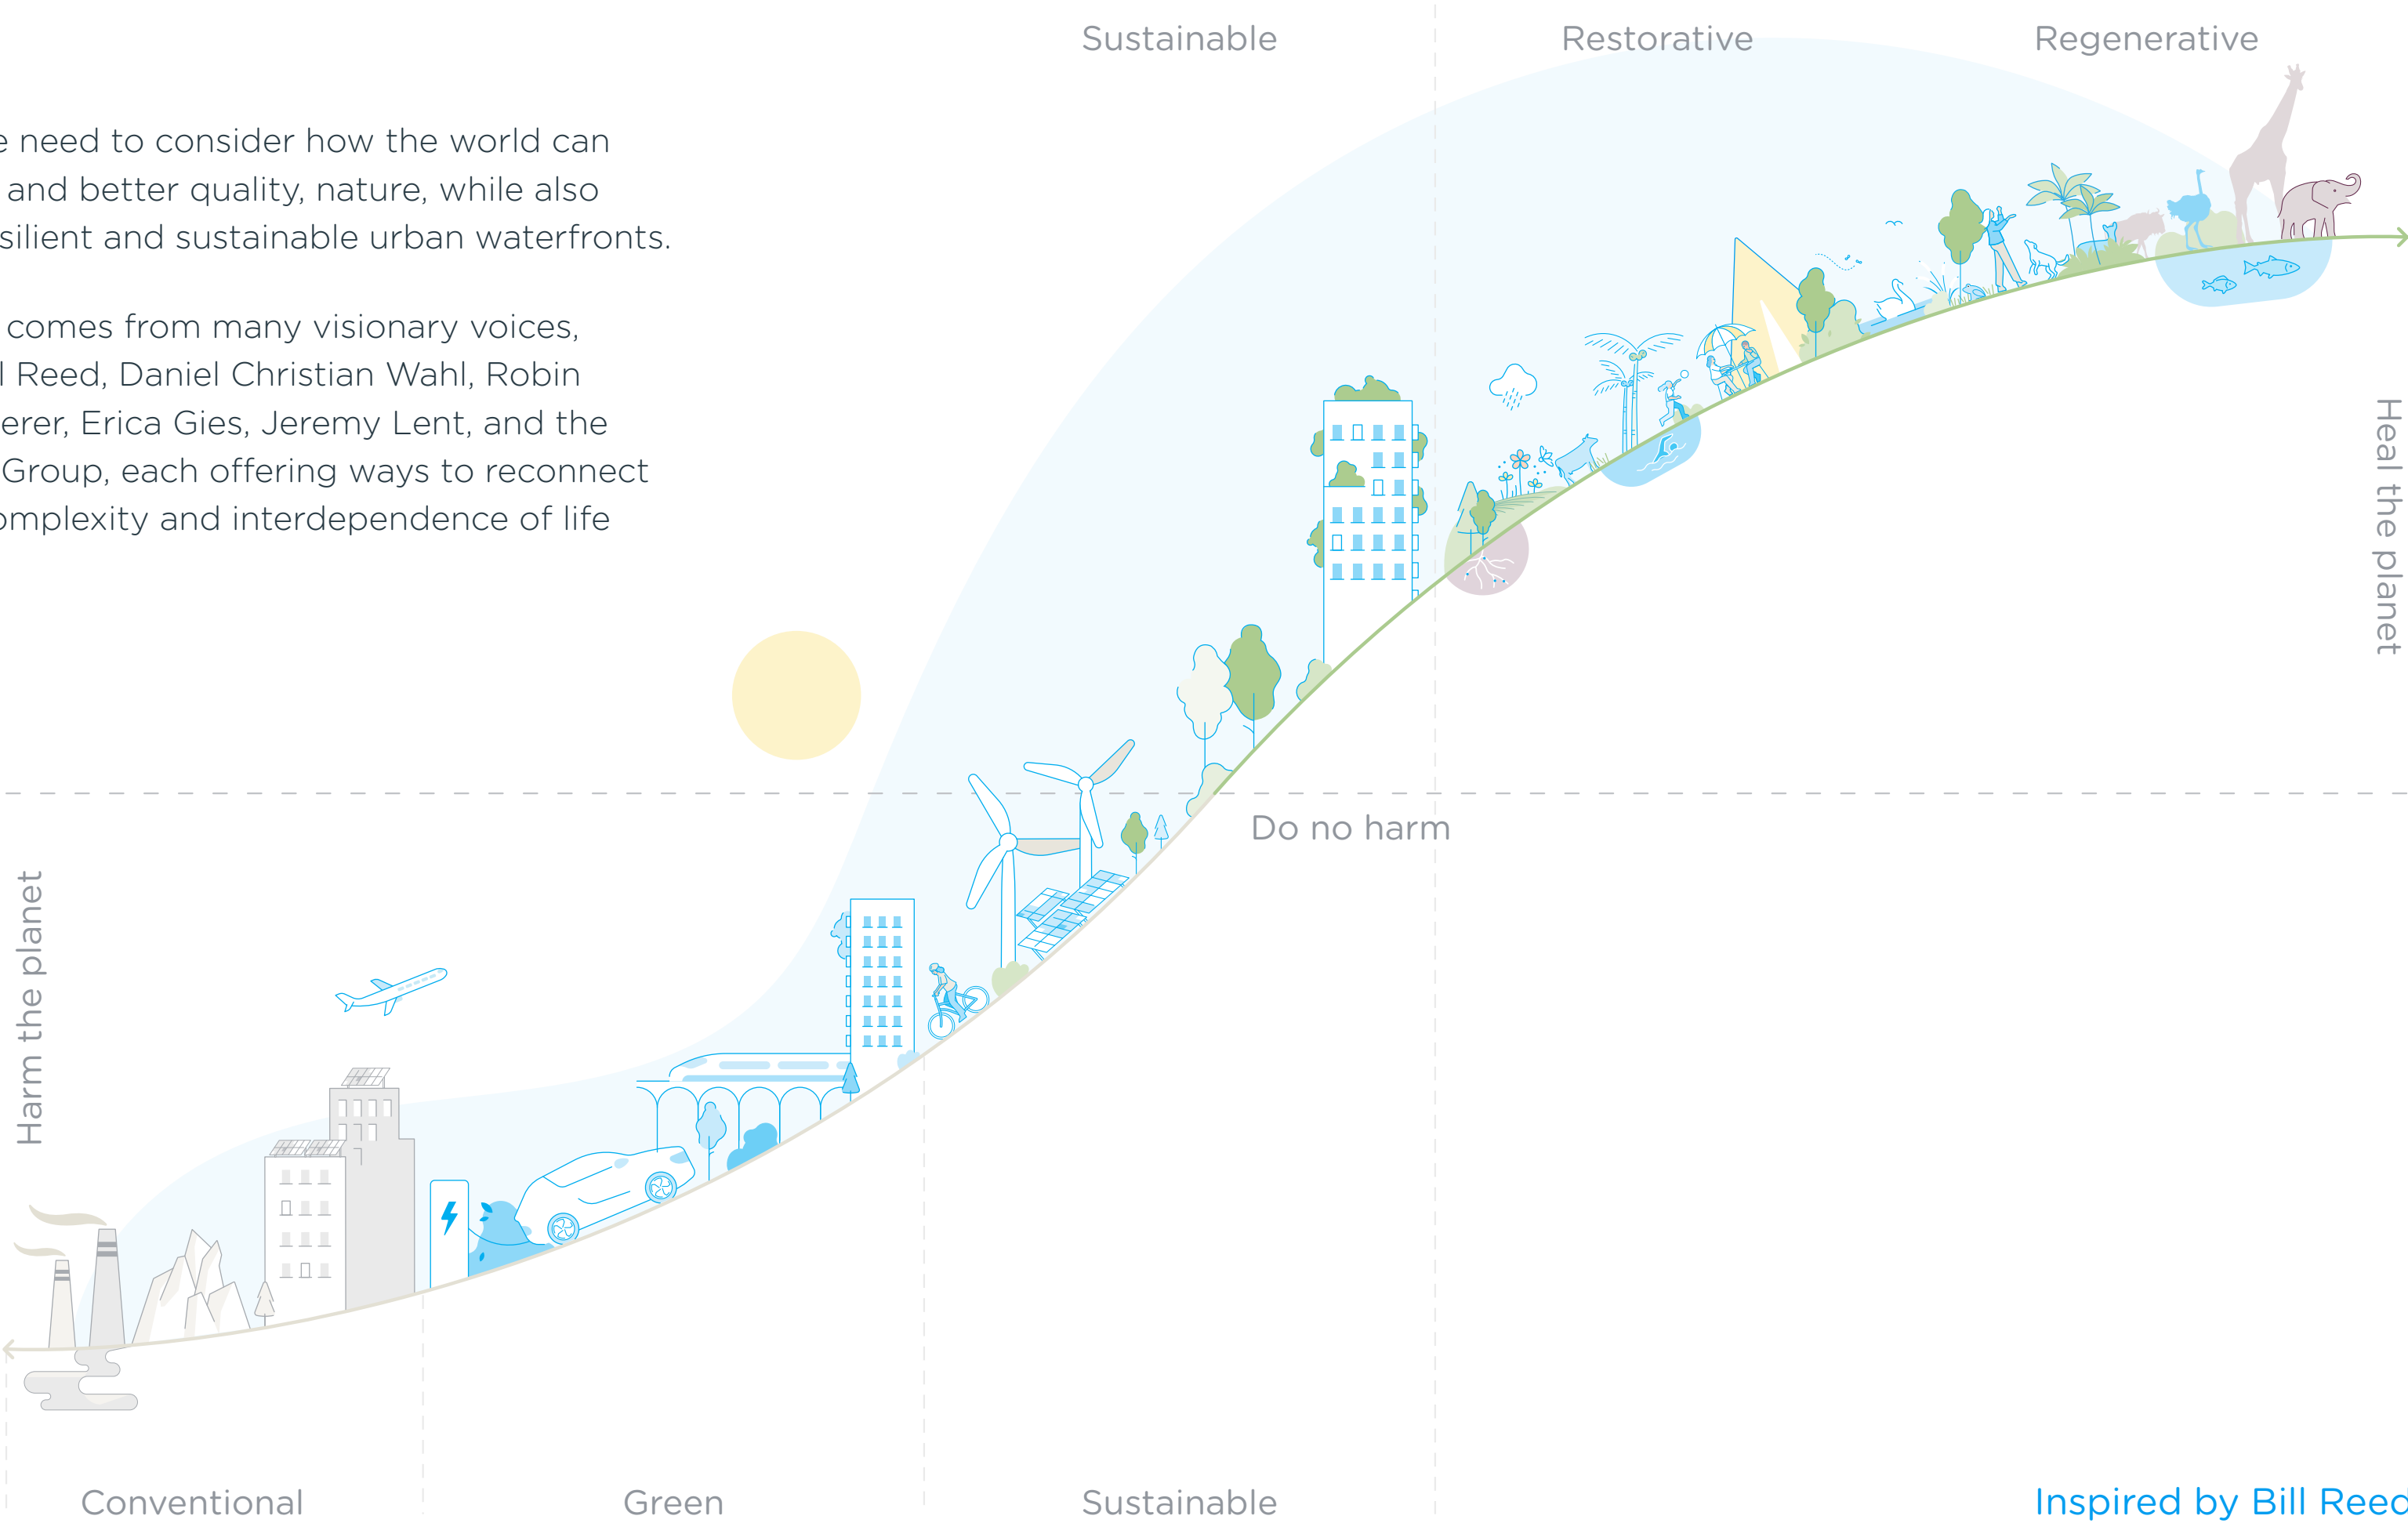 Sustainable
Restorative
Regenerative
need to consider how the world can
and better quality, nature, while also
silient and sustainable urban waterfronts.
comes from many visionary voices,
Reed, Daniel Christian Wahl, Robin
erer, Erica Gies, Jeremy Lent, and the
Group, each offering ways to reconnect
omplexity and interdependence of life
Heal the planet
Do no harm
Harm the planet
Conventional
Green
Sustainable
Inspired by Bill Reed